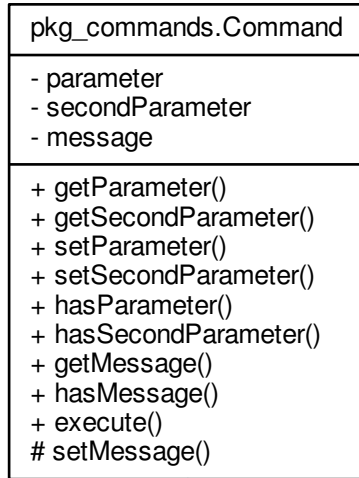 pkg_commands.Command
- parameter
- secondParameter
- message
+ getParameter()
+ getSecondParameter()
+ setParameter()
+ setSecondParameter()
+ hasParameter()
+ hasSecondParameter()
+ getMessage()
+ hasMessage()
+ execute()
# setMessage()